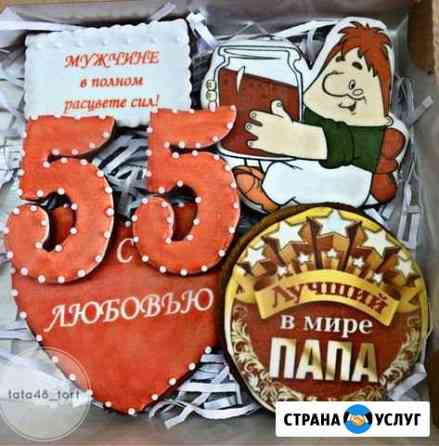 МУЖЧИНЕ
в полном
расцвете сил!
55
С
ЛЮБОВЬЮ
Лучший
в мире
ПАПА
tata48_tort
СТРАНА УСЛУГ